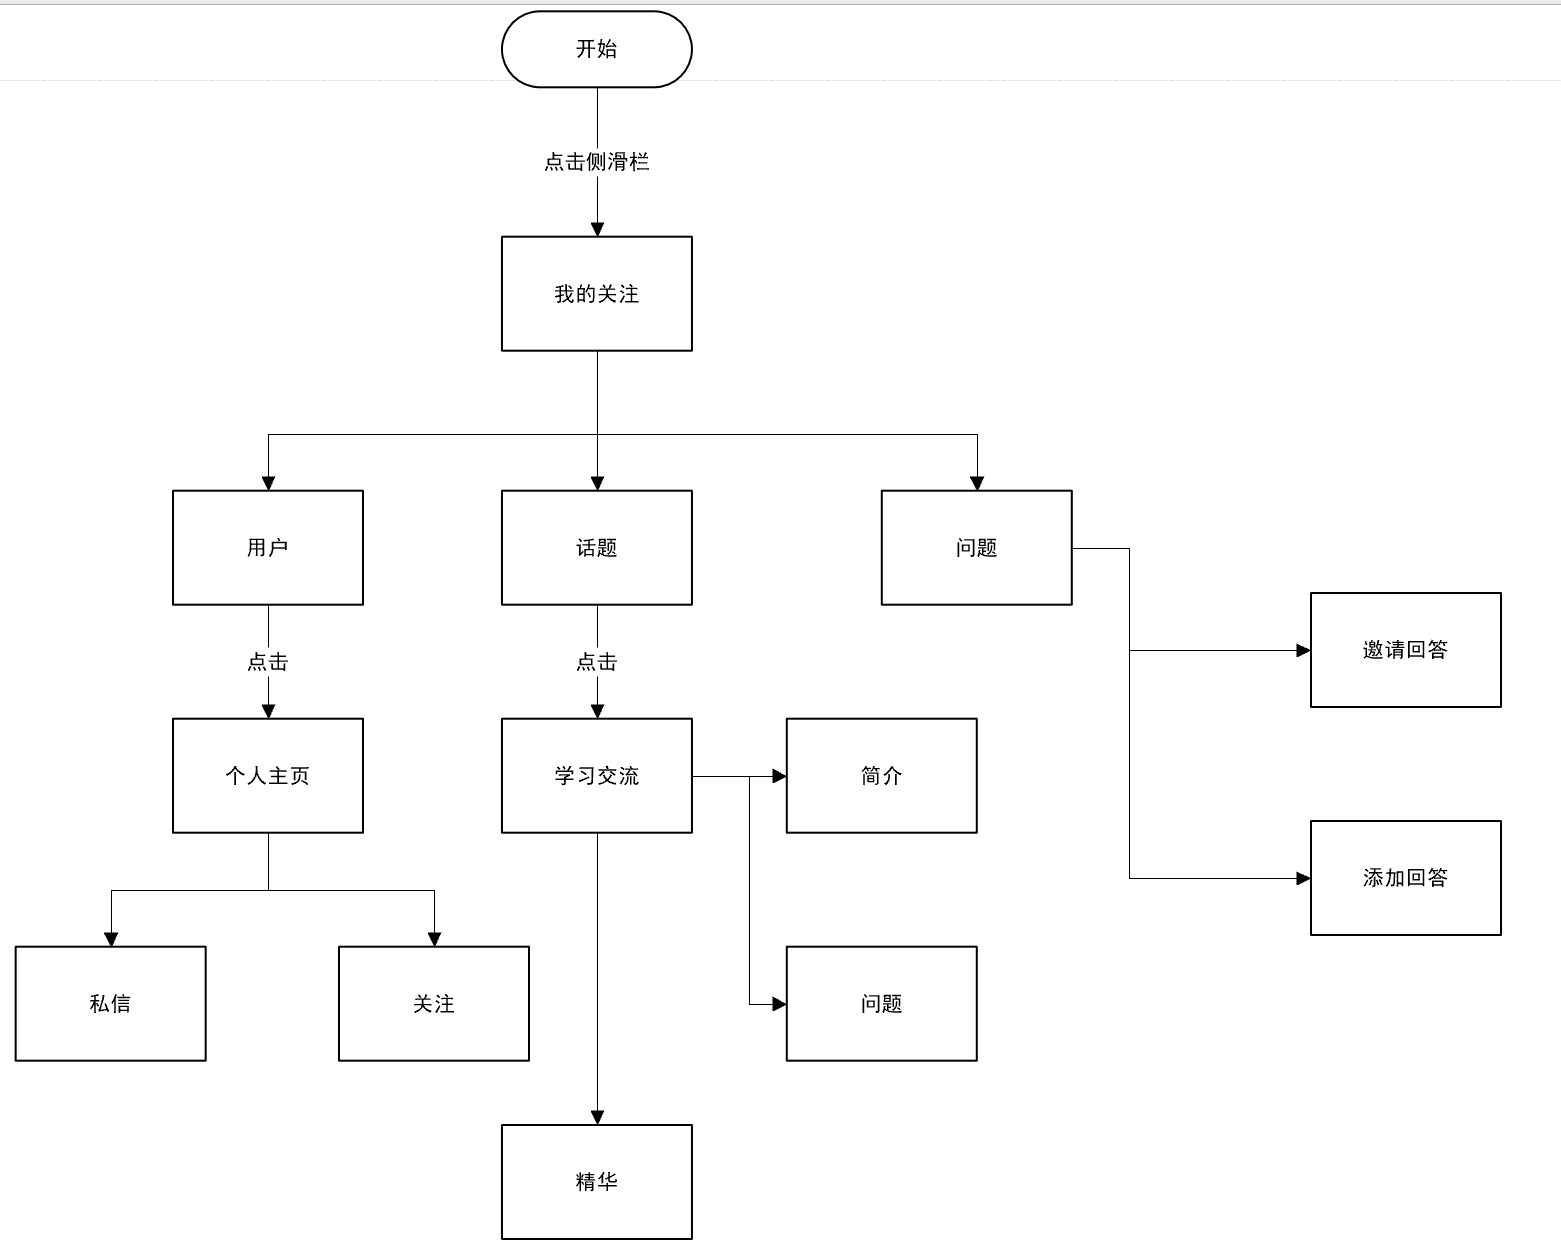 开始
点击侧滑栏
我的关注
用户
话题
问题
点击
点击
邀请回答
个人主页
学习交流
简介
添加回答
私信
关注
问题
精华